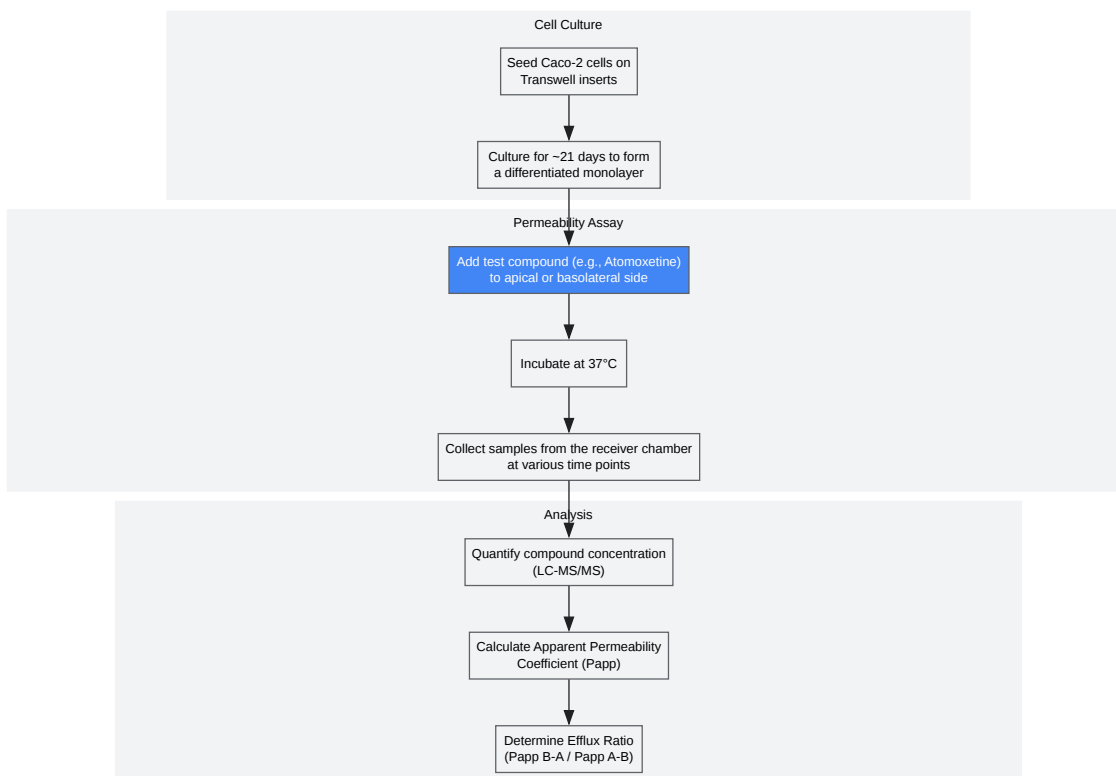 Cell Culture
Seed Caco-2 cells on
Transwell inserts
Culture for ~21 days to form
a differentiated monolayer
Permeability Assay
Add test compound (e.g., Atomoxetine)
to apical or basolateral side
Incubate at 37°C
Collect samples from the receiver chamber
at various time points
Analysis
Quantify compound concentration
(LC-MS/MS)
Calculate Apparent Permeability
Coefficient (Papp)
Determine Efflux Ratio
(Papp B-A / Papp A-B)